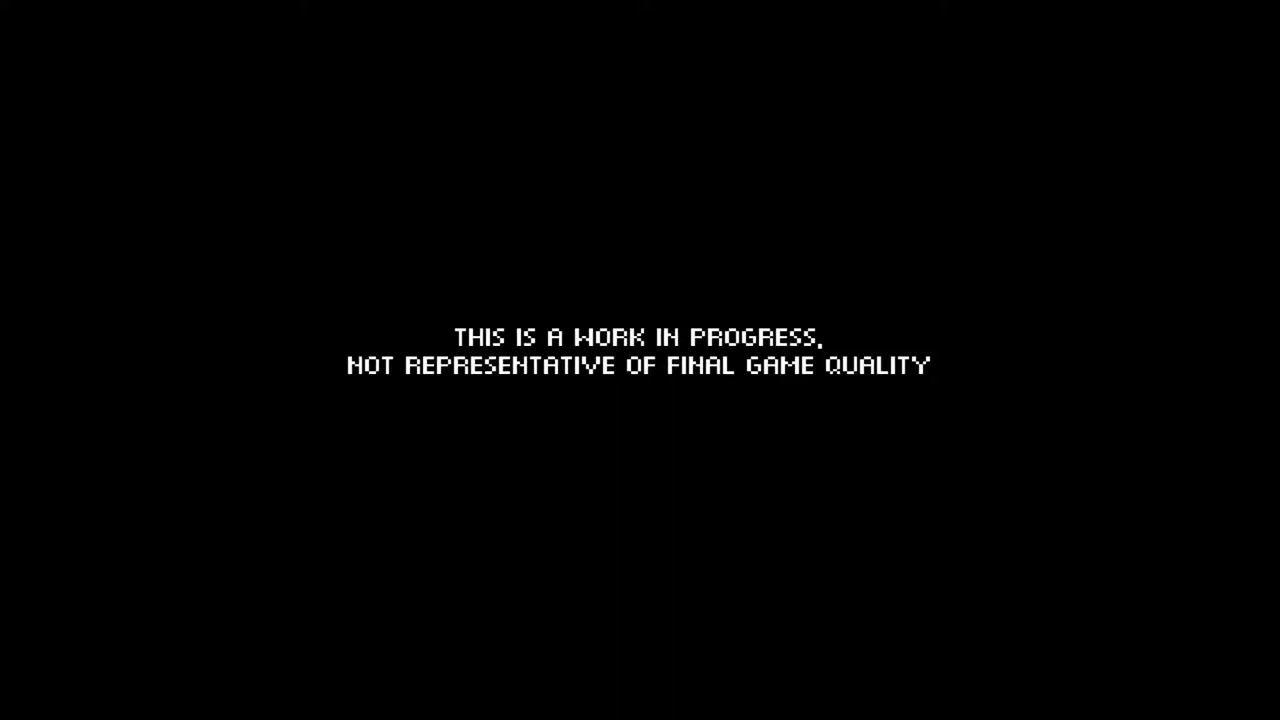 THIS IS A WORK IN PROGRESS,
NOT REPRESENTATIVE OF FINAL GAME QUALITY